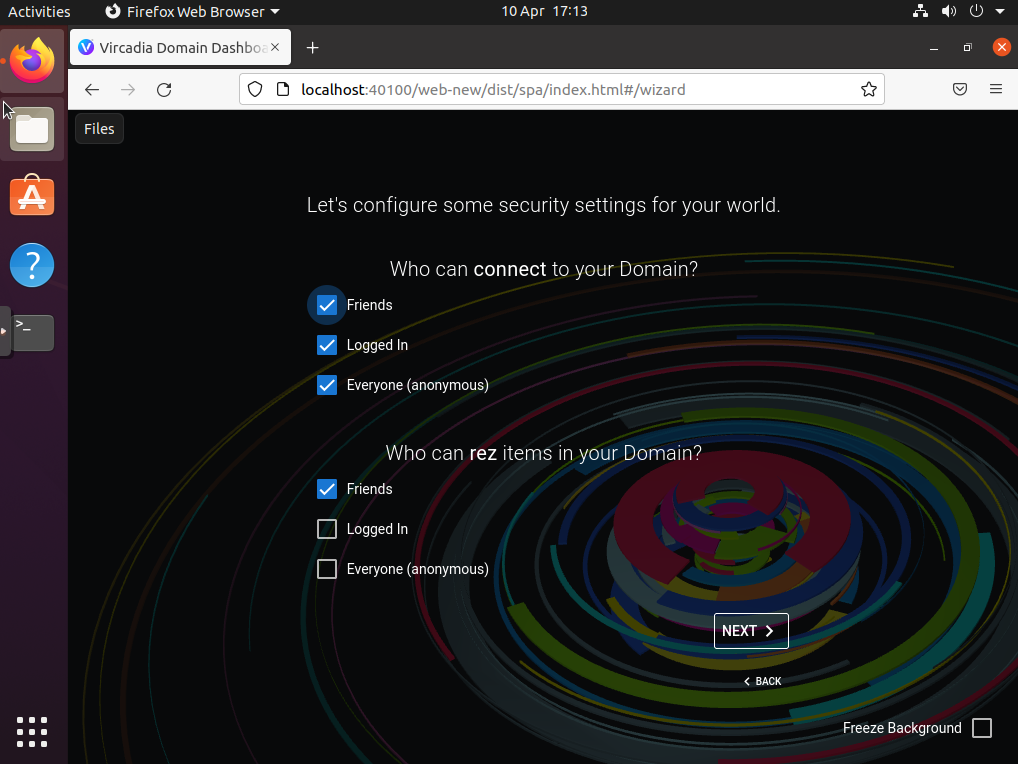 Activities
Firefox Web Browser
10 Apr 17:13
Vircadia Domain Dashboa
localhost:40100/web-new/dist/spa/index.html#/wizard
Files
Let's configure some security settings for your world.
Who can connect to your Domain?
Friends
Logged In
Everyone (anonymous)
Who can rez items in your Domain?
Friends
Logged In
Everyone (anonymous)
NEXT
BACK
Freeze Background